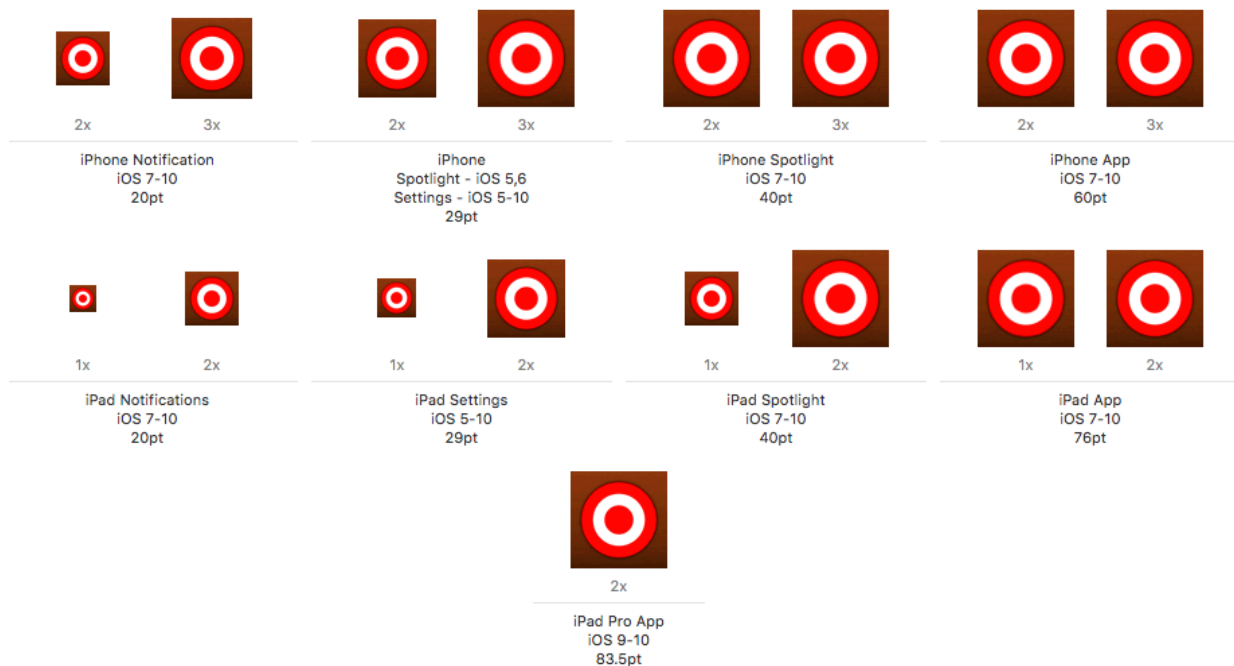 2x 3x 2x 3x 2x 3x 2x 3x
iPhone Notification
iOS 7-10
20pt
iPhone
Spotlight - iOS 5,6
Settings - iOS 5-10
29pt
iPhone Spotlight
iOS 7-10
40pt
iPhone App
iOS 7-10
60pt
1x 2x 1x 2x 1x 2x 1x 2x
iPad Notifications
iOS 7-10
20pt
iPad Settings
iOS 5-10
29pt
iPad Spotlight
iOS 7-10
40pt
iPad App
iOS 7-10
76pt
2x
iPad Pro App
iOS 9-10
83.5pt